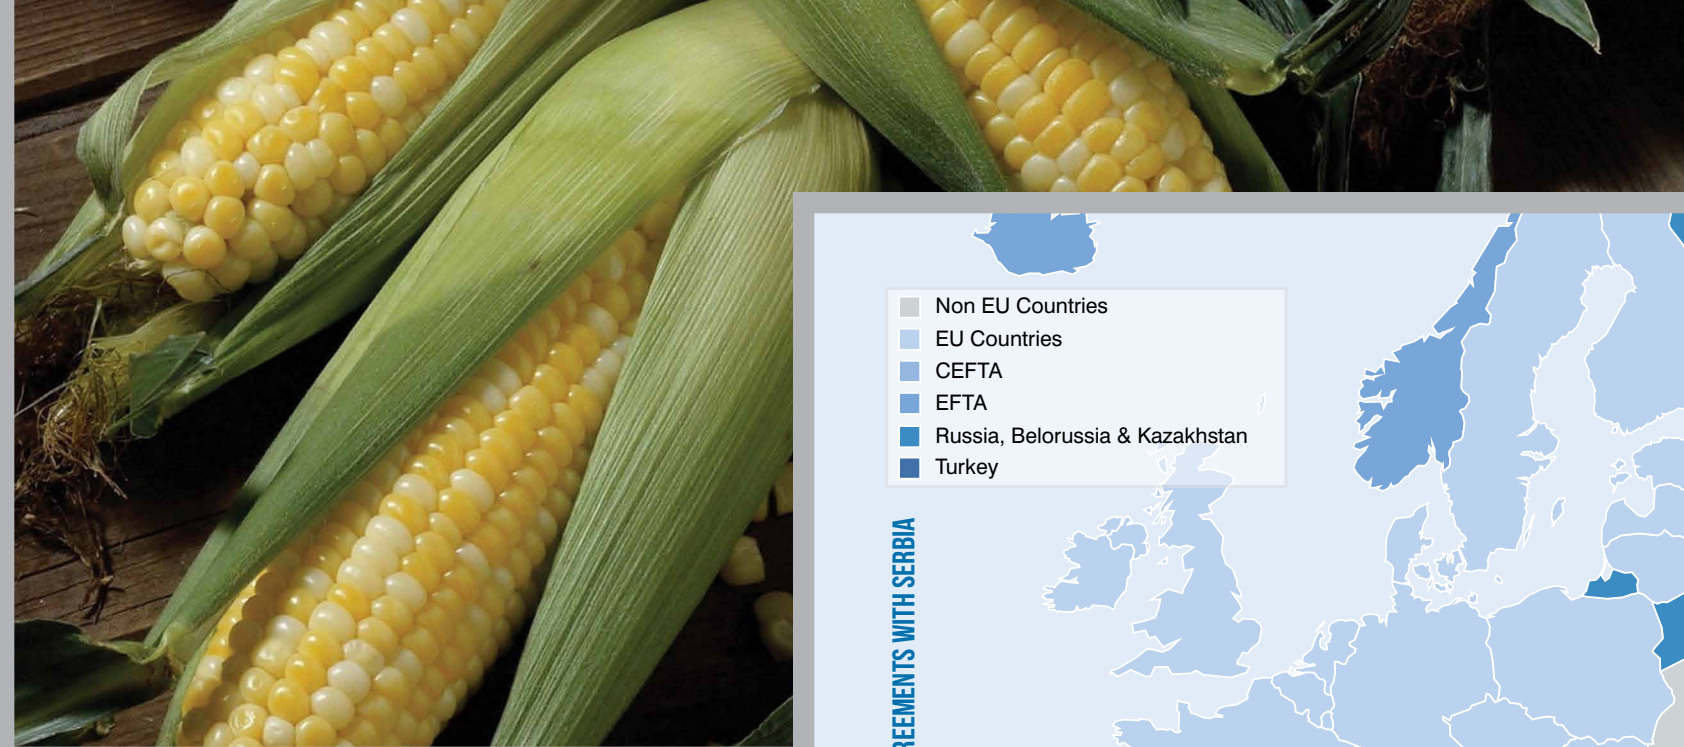 Non EU Countries
EU Countries
CEFTA
EFTA
Russia, Belorussia & Kazakhstan
Turkey
REEMENTS WITH SERBIA